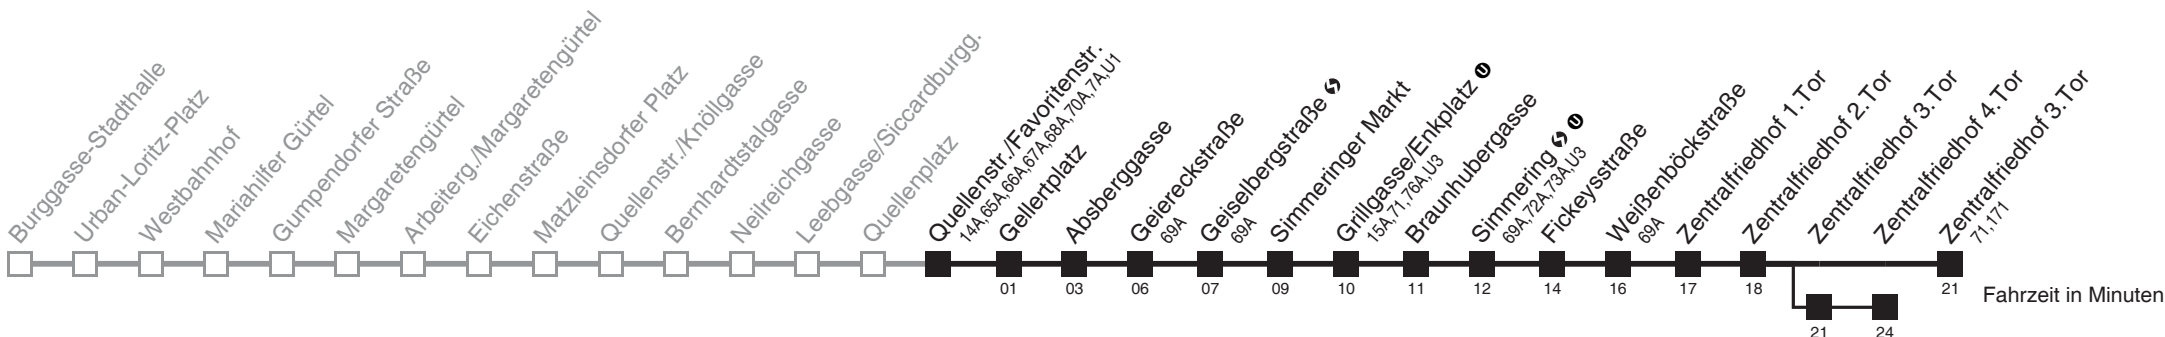 Burggasse-Stadthalle
Urban-Loritz-Platz
Westbahnhof
Mariahilfer Gürtel
Gumpendorfer Straße
Margaretengürtel
Arbeiterg./Margaretengürtel
Eichenstraße
Matzleinsdorfer Platz
Quellenstr./Knöllgasse
Bernhardtstalgasse
Neilreichgasse
Leebgasse/Siccardburgg.
Quellenplatz
Quellenstr./Favoritenstr.
14A,65A,66A,67A,68A,70A,7A,U1
Gellertplatz
Absberggasse
Geiereckstraße
69A
Geiselbergstraße
69A
Simmeringer Markt
Grillgasse/Enkplatz U
15A,71,76A,U3
Braunhubergasse
Simmering U
69A,72A,73A,U3
Fickeysstraße
Weißenböckstraße
69A
Zentralfriedhof 1.Tor
Zentralfriedhof 2.Tor
Zentralfriedhof 3.Tor
Zentralfriedhof 4.Tor
Zentralfriedhof 3.Tor
71,171
01 03 06 07 09 10 11 12 14 16 17 18 21
Fahrzeit in Minuten
21 24